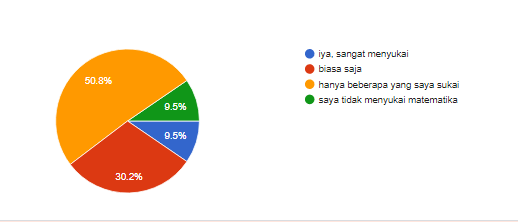 50.8%
9.5%
9.5%
30.2%
iya, sangat menyukai
biasa saja
hanya beberapa yang saya sukai
saya tidak menyukai matematika